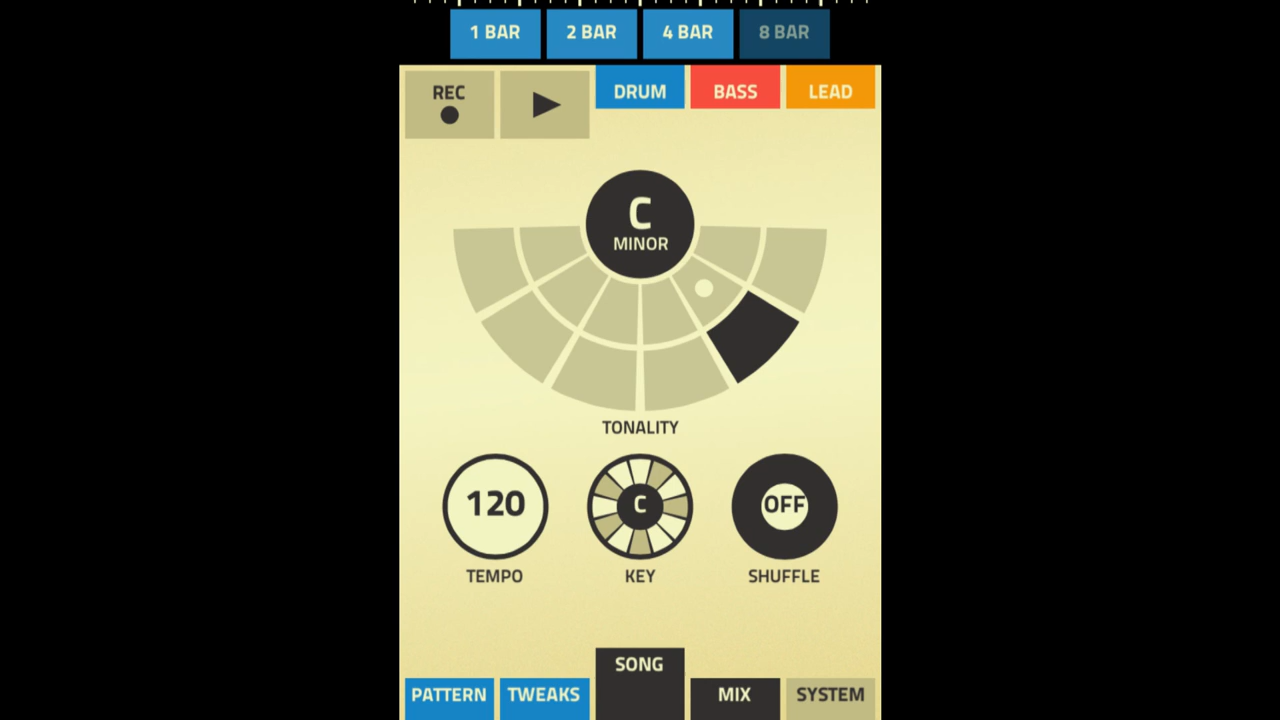 1 BAR 2 BAR 4 BAR 8 BAR
REC DRUM BASS LEAD
C
MINOR
TONALITY
120 C OFF
TEMPO KEY SHUFFLE
SONG
PATTERN TWEAKS MIX SYSTEM